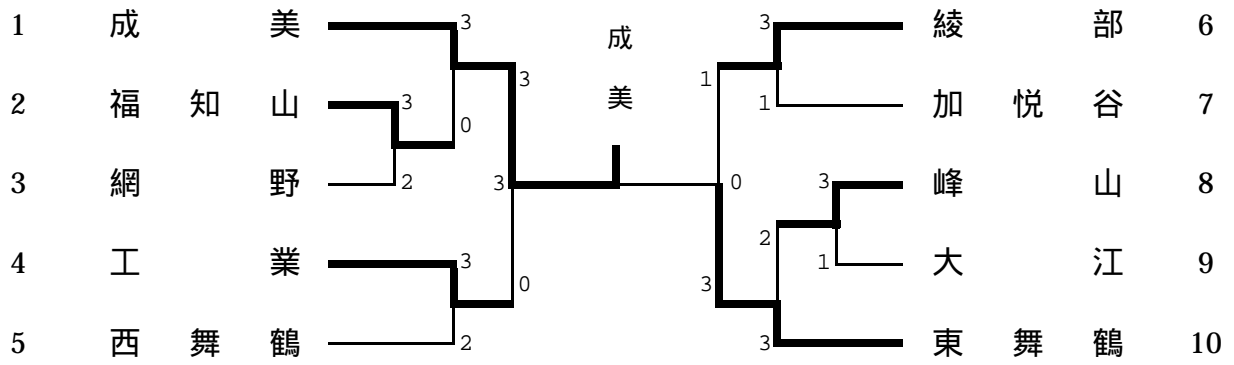 1 成 美 3 3 綾 部 6
成
3 1
美
2 福 知 山 3 1 加 悦 谷 7
0
3 網 野 2 3 0 3 峰 山 8
2
4 工 業 3 1 大 江 9
0 3
5 西 舞 鶴 2 3 東 舞 鶴 10